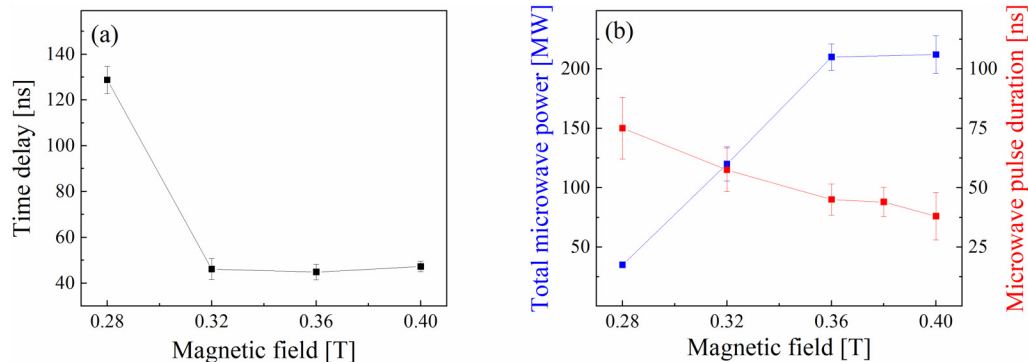 (a)
Time delay [ns]
140
120
100
80
60
40
0.28 0.32 0.36 0.40
Magnetic field [T]
(b)
Total microwave power [MW]
200
150
100
50
Microwave pulse duration [ns]
100
75
50
25
0.28 0.32 0.36 0.40
Magnetic field [T]